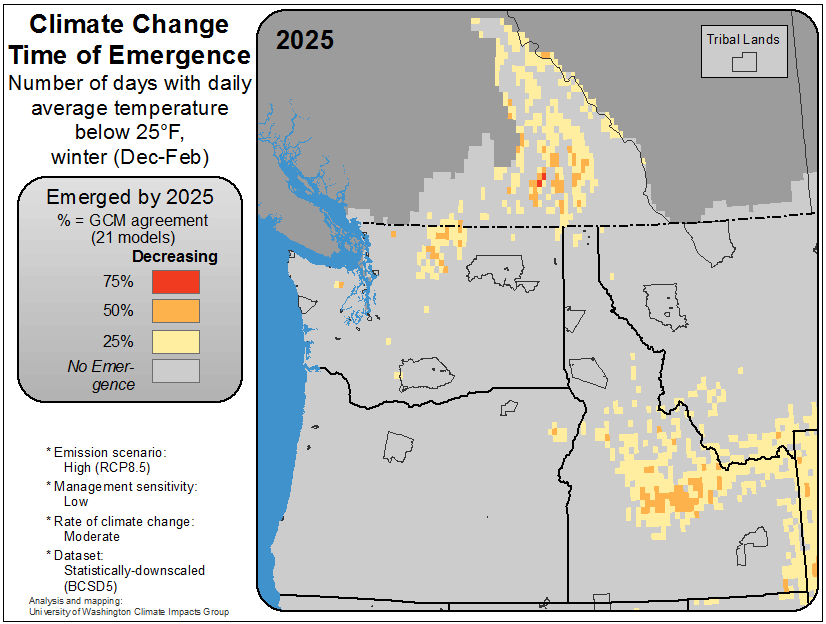 Climate Change
Time of Emergence
Number of days with daily
average temperature
below 25°F,
winter (Dec-Feb)
Emerged by 2025
% = GCM agreement
(21 models)
Decreasing
75%
50%
25%
No Emer-
gence
* Emission scenario:
High (RCP8.5)
* Management sensitivity:
Low
* Rate of climate change:
Moderate
* Dataset:
Statistically-downscaled
(BCSD5)
Analysis and mapping:
University of Washington Climate Impacts Group
2025
Tribal Lands